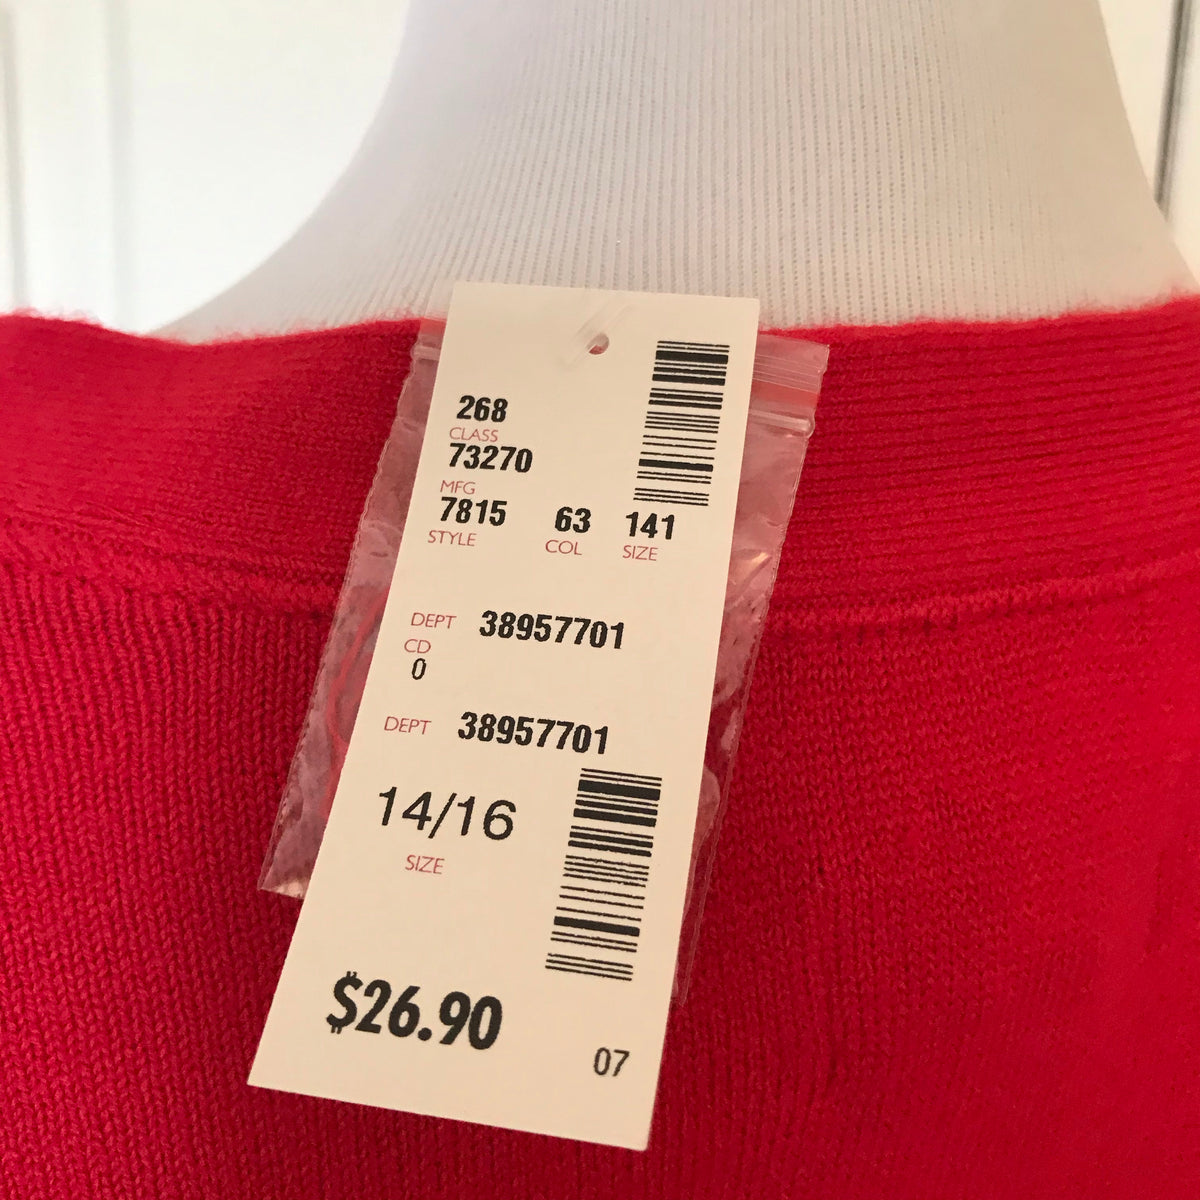 268
CLASS
73270
MFG
7815 63 141
STYLE COL SIZE
DEPT 38957701
CD
0
DEPT 38957701
14/16
SIZE
$26.90
07